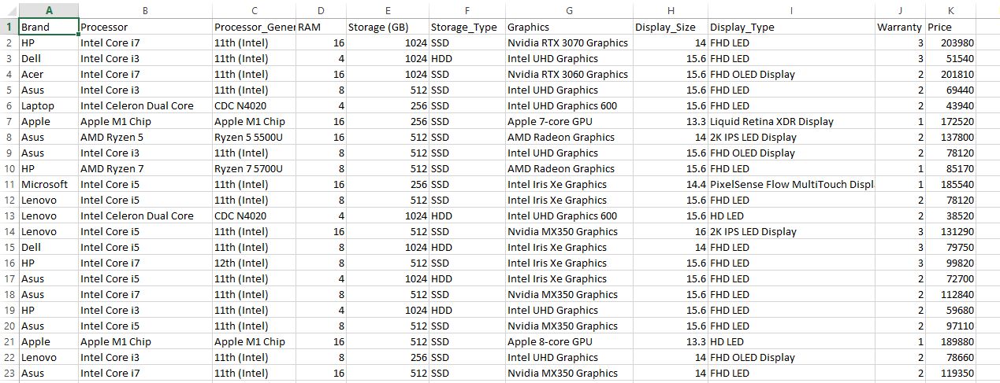 A B C D E F G H I J K
1 Brand Processor Processor_Gener RAM Storage (GB) Storage_Type Graphics Display_Size Display_Type Warranty Price
2 HP Intel Core i7 11th (Intel) 16 1024 SSD Nvidia RTX 3070 Graphics 14 FHD LED 3 203980
3 Dell Intel Core i3 11th (Intel) 4 1024 HDD Intel UHD Graphics 15.6 FHD LED 3 51540
4 Acer Intel Core i7 11th (Intel) 16 1024 SSD Nvidia RTX 3060 Graphics 15.6 FHD OLED Display 2 201810
5 Asus Intel Core i3 11th (Intel) 8 512 SSD Intel UHD Graphics 15.6 FHD LED 2 69440
6 Laptop Intel Celeron Dual Core CDC N4020 4 256 SSD Intel UHD Graphics 600 15.6 FHD LED 2 43940
7 Apple Apple M1 Chip Apple M1 Chip 16 256 SSD Apple 7-core GPU 13.3 Liquid Retina XDR Display 1 172520
8 Asus AMD Ryzen 5 Ryzen 5 5500U 16 512 SSD AMD Radeon Graphics 14 2K IPS LED Display 2 137800
9 Asus Intel Core i3 11th (Intel) 8 512 SSD Intel UHD Graphics 15.6 FHD OLED Display 2 78120
10 HP AMD Ryzen 7 Ryzen 7 5700U 8 512 SSD AMD Radeon Graphics 15.6 FHD LED 1 85170
11 Microsoft Intel Core i5 11th (Intel) 16 256 SSD Intel Iris Xe Graphics 14.4 PixelSense Flow MultiTouch Displ 1 185540
12 Lenovo Intel Core i5 11th (Intel) 8 512 SSD Intel Iris Xe Graphics 15.6 FHD LED 2 78120
13 Lenovo Intel Celeron Dual Core CDC N4020 4 1024 HDD Intel UHD Graphics 600 15.6 HD LED 2 38520
14 Lenovo Intel Core i5 11th (Intel) 16 512 SSD Nvidia MX350 Graphics 16 2K IPS LED Display 3 131290
15 Dell Intel Core i5 11th (Intel) 8 1024 HDD Intel Iris Xe Graphics 14 FHD LED 3 79750
16 HP Intel Core i7 12th (Intel) 8 512 SSD Intel Iris Xe Graphics 15.6 FHD LED 3 99820
17 Asus Intel Core i5 11th (Intel) 4 1024 HDD Intel Iris Xe Graphics 15.6 FHD LED 2 72700
18 Asus Intel Core i7 11th (Intel) 8 512 SSD Nvidia MX350 Graphics 15.6 FHD LED 2 112840
19 HP Intel Core i3 11th (Intel) 4 1024 HDD Intel UHD Graphics 15.6 FHD LED 2 59680
20 Asus Intel Core i5 11th (Intel) 8 512 SSD Nvidia MX350 Graphics 15.6 FHD LED 2 97110
21 Apple Apple M1 Chip Apple M1 Chip 16 512 SSD Apple 8-core GPU 13.3 HD LED 1 189880
22 Lenovo Intel Core i3 11th (Intel) 8 256 SSD Intel UHD Graphics 14 FHD OLED Display 2 78660
23 Asus Intel Core i7 11th (Intel) 16 512 SSD Nvidia MX350 Graphics 14 FHD LED 2 119350